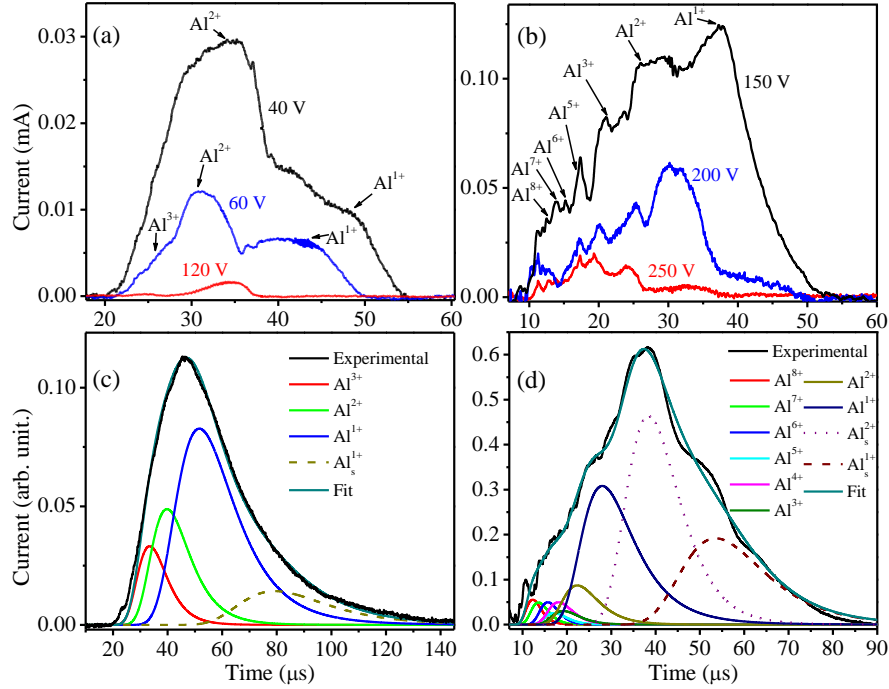 (a)
Al²⁺
40 V
Al²⁺
Al¹⁺
Al³⁺
60 V
Al¹⁺
120 V
0.03
0.02
0.01
0.00
Current (mA)
20 30 40 50 60
(b)
Al¹⁺
Al²⁺
150 V
Al³⁺
Al⁵⁺
Al⁶⁺
Al⁷⁺
Al⁸⁺
200 V
250 V
0.10
0.05
0.00
10 20 30 40 50 60
(c)
Experimental
Al³⁺
Al²⁺
Al¹⁺
Alₛ¹⁺
Fit
0.10
0.05
0.00
Current (arb. unit.)
20 40 60 80 100 120 140
Time (μs)
(d)
Experimental
Al⁸⁺ Al²⁺
Al⁷⁺ Al¹⁺
Al⁶⁺ Alₛ²⁺
Al⁵⁺ Alₛ¹⁺
Al⁴⁺ Fit
Al³⁺
0.6
0.5
0.4
0.3
0.2
0.1
0.0
10 20 30 40 50 60 70 80 90
Time (μs)